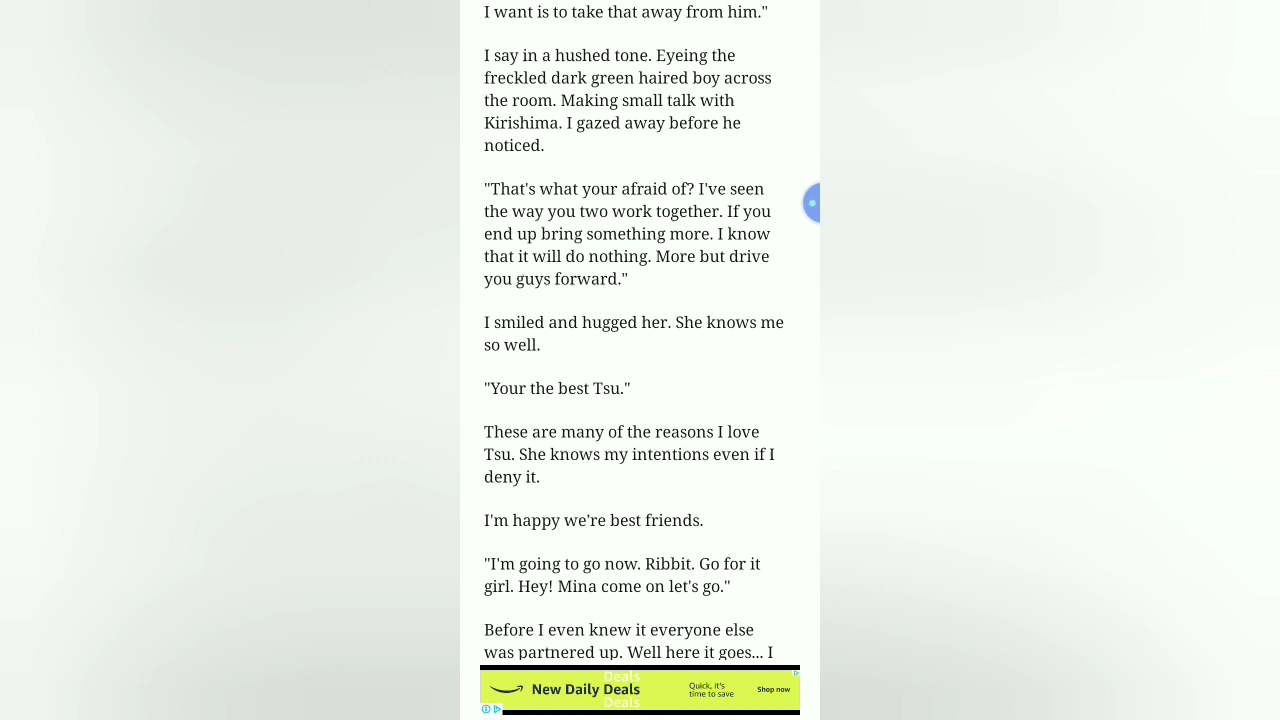 I want is to take that away from him."
I say in a hushed tone. Eyeing the
freckled dark green haired boy across
the room. Making small talk with
Kirishima. I gazed away before he
noticed.
"That's what your afraid of? I've seen
the way you two work together. If you
end up bring something more. I know
that it will do nothing. More but drive
you guys forward."
I smiled and hugged her. She knows me
so well.
"Your the best Tsu."
These are many of the reasons I love
Tsu. She knows my intentions even if I
deny it.
I'm happy we're best friends.
"I'm going to go now. Ribbit. Go for it
girl. Hey! Mina come on let's go."
Before I even knew it everyone else
was partnered up. Well here it goes... I
Deals
New Daily Deals
Deals
Quick, it's
time to save
Shop now